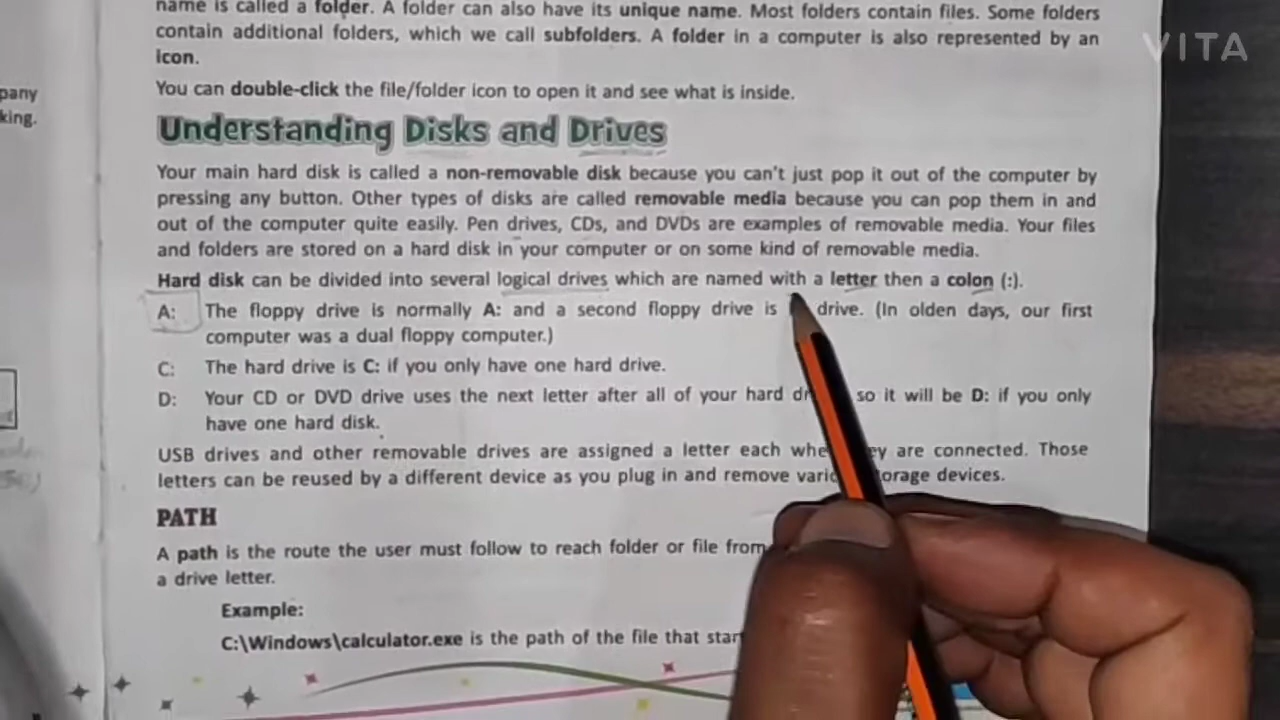 name is called a folder. A folder can also have its unique name. Most folders contain files. Some folders
contain additional folders, which we call subfolders. A folder in a computer is also represented by an
icon.
You can double-click the file/folder icon to open it and see what is inside.
Understanding Disks and Drives
Your main hard disk is called a non-removable disk because you can't just pop it out of the computer by
pressing any button. Other types of disks are called removable media because you can pop them in and
out of the computer quite easily. Pen drives, CDs, and DVDs are examples of removable media. Your files
and folders are stored on a hard disk in your computer or on some kind of removable media.
Hard disk can be divided into several logical drives which are named with a letter then a colon (:).
A: The floppy drive is normally A: and a second floppy drive is drive. (In olden days, our first
computer was a dual floppy computer.)
C: The hard drive is C: if you only have one hard drive.
D: Your CD or DVD drive uses the next letter after all of your hard so it will be D: if you only
have one hard disk.
USB drives and other removable drives are assigned a letter each are connected. Those
letters can be reused by a different device as you plug in and remove devices.
PATH
A path is the route the user must follow to reach folder or file from
a drive letter.
Example:
C:\Windows\calculator.exe is the path of the file that
pany
king.
VITA